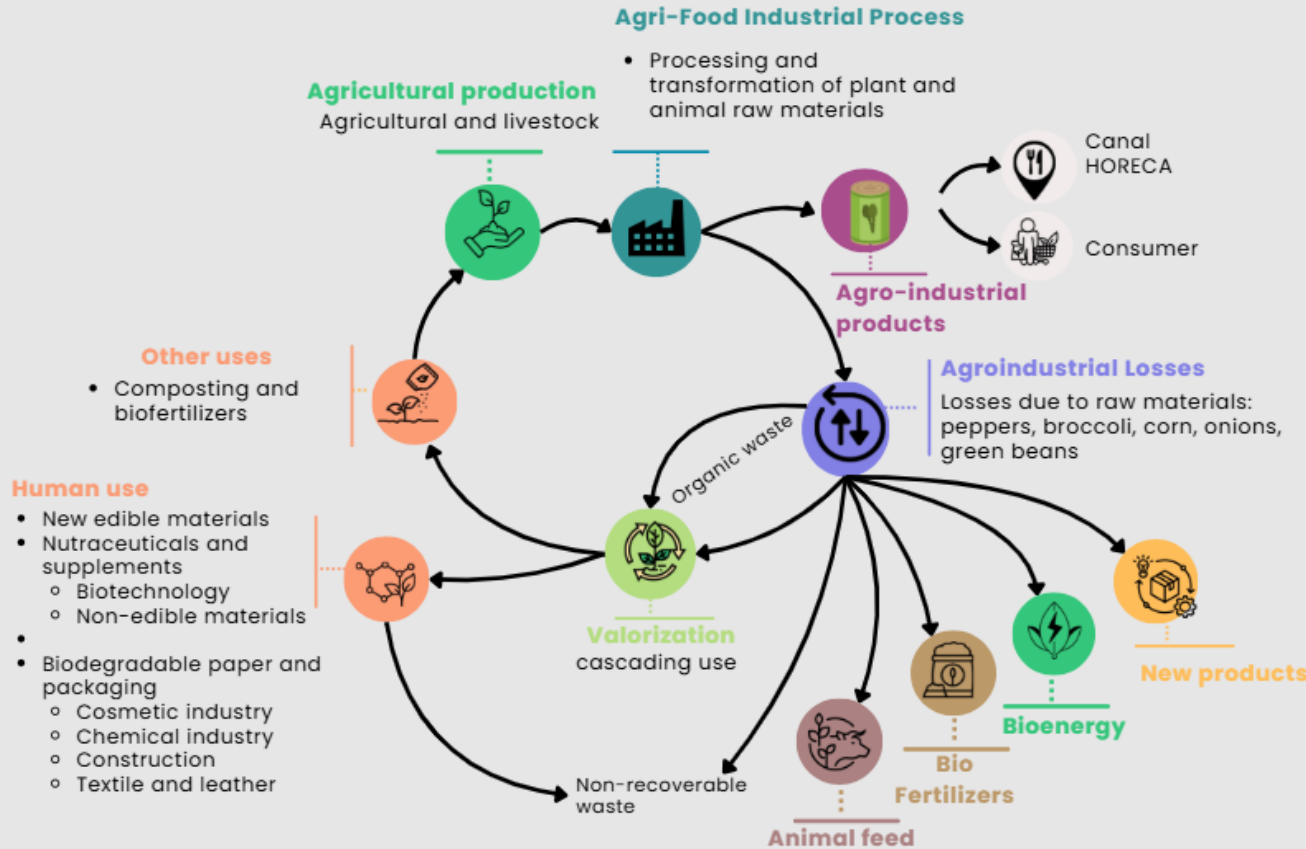 Agri-Food Industrial Process
• Processing and
transformation of plant and
animal raw materials
Agricultural production
Agricultural and livestock
Canal
HORECA
Consumer
Agro-industrial
products
Other uses
• Composting and
biofertilizers
Agroindustrial Losses
Losses due to raw materials:
peppers, broccoli, corn, onions,
green beans
Organic waste
Human use
• New edible materials
• Nutraceuticals and
supplements
○ Biotechnology
○ Non-edible materials
•
• Biodegradable paper and
packaging
○ Cosmetic industry
○ Chemical industry
○ Construction
○ Textile and leather
Valorization
cascading use
New products
Bioenergy
Bio
Fertilizers
Animal feed
Non-recoverable
waste